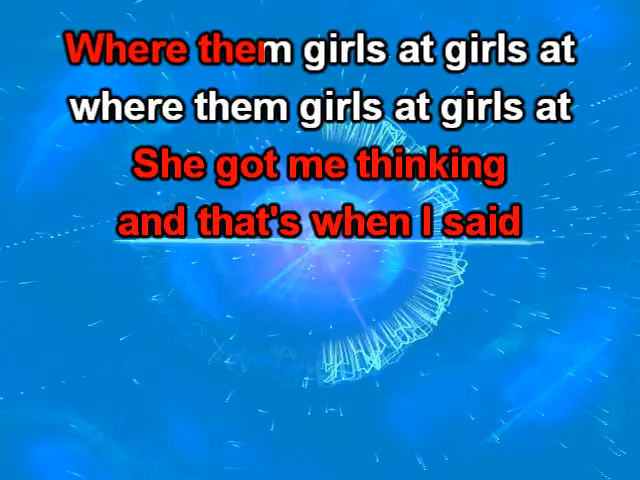 Where them girls at girls at
where them girls at girls at
She got me thinking
and that's when I said